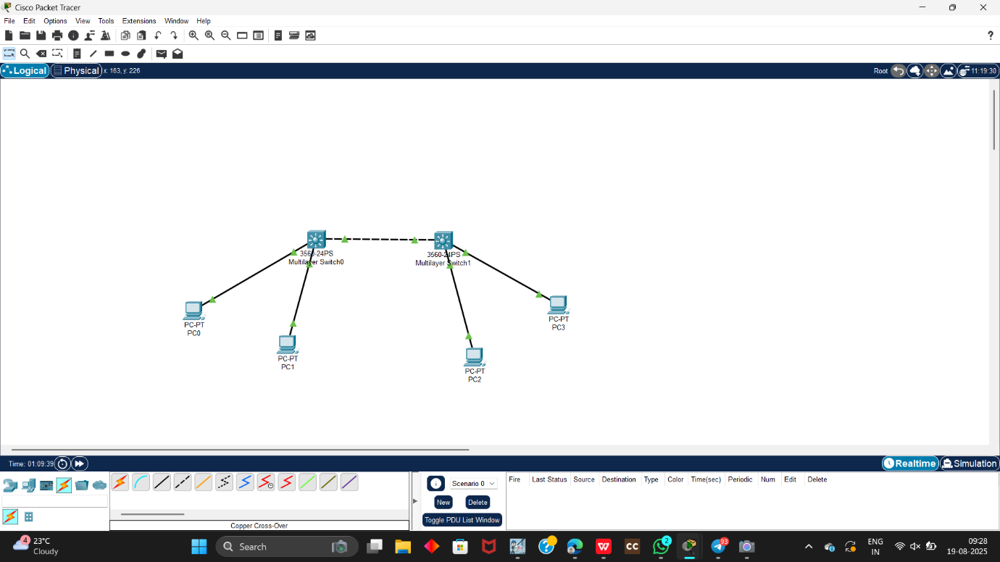 Cisco Packet Tracer
File Edit Options View Tools Extensions Window Help
?
Logical Physical x: 163, y: 226 Root 11:19:30
3560-24PS
Multilayer Switch0
3560-24PS
Multilayer Switch1
PC-PT
PC0
PC-PT
PC1
PC-PT
PC2
PC-PT
PC3
Time: 01:09:39 Realtime Simulation
Scenario 0
New Delete
Toggle PDU List Window
Fire Last Status Source Destination Type Color Time(sec) Periodic Num Edit Delete
Copper Cross-Over
4
23°C
Cloudy
Search
CC
2
93
ENG
IN
09:28
19-08-2025